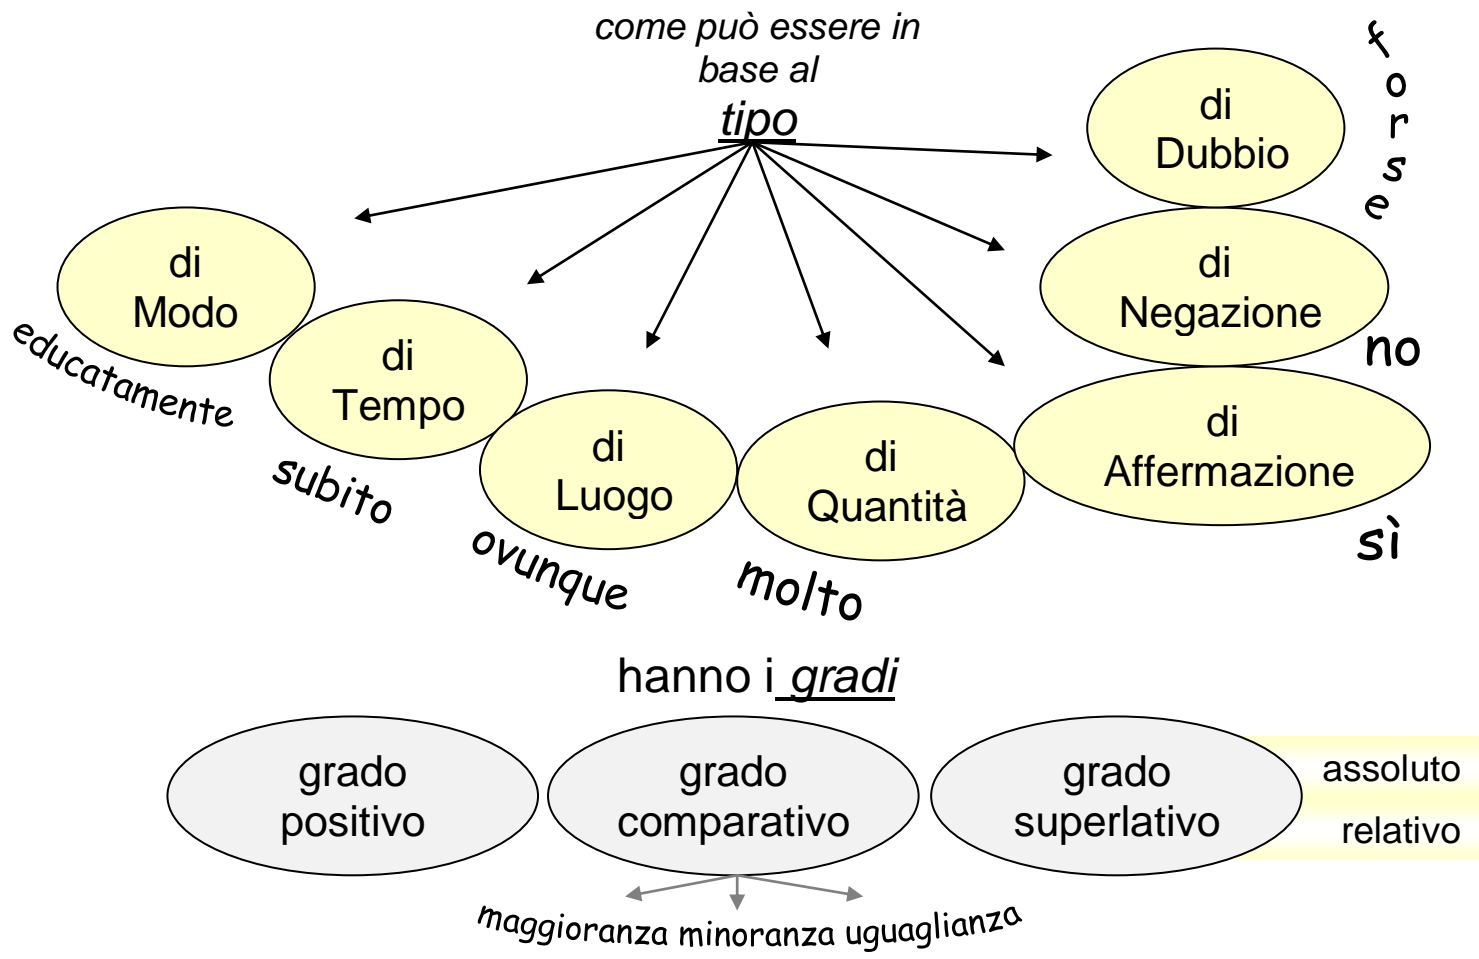 come può essere in
base al
tipo
di
Dubbio
forse
di
Negazione
no
di
Affermazione
sì
di
Modo
educatamente
di
Tempo
subito
di
Luogo
ovunque
di
Quantità
molto
hanno i gradi
grado
positivo
grado
comparativo
grado
superlativo
assoluto
relativo
maggioranza minoranza uguaglianza